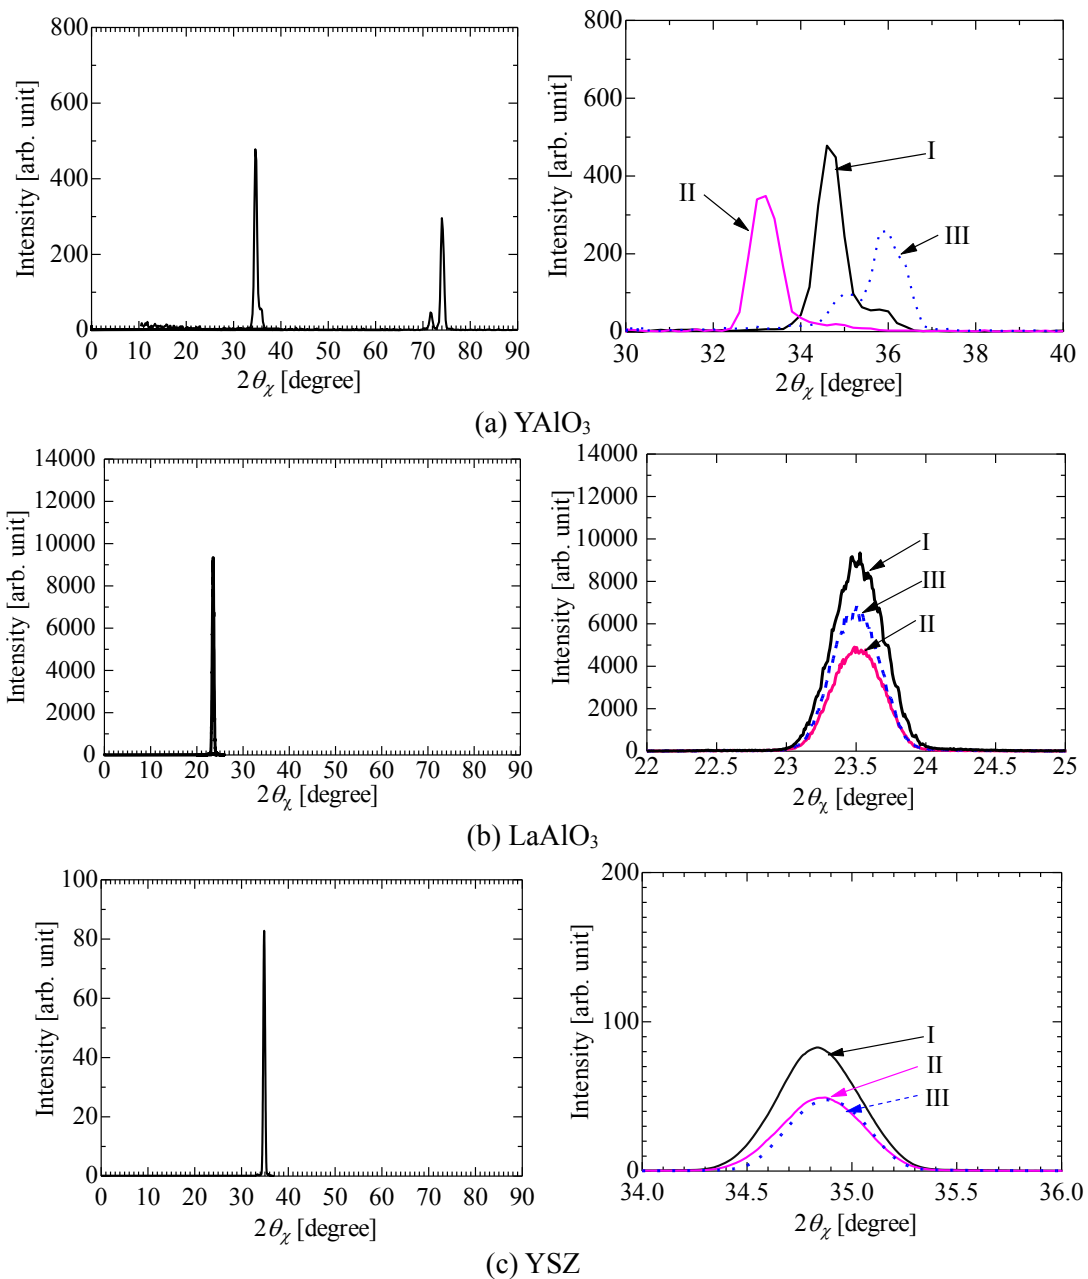 800
600
400
200
0
Intensity [arb. unit]
0 10 20 30 40 50 60 70 80 90
2θχ [degree]
800
600
400
200
0
Intensity [arb. unit]
I
II
III
30 32 34 36 38 40
2θχ [degree]
(a) YAlO₃
14000
12000
10000
8000
6000
4000
2000
0
Intensity [arb. unit]
0 10 20 30 40 50 60 70 80 90
2θχ [degree]
14000
12000
10000
8000
6000
4000
2000
0
Intensity [arb. unit]
I
III
II
22 22.5 23 23.5 24 24.5 25
2θχ [degree]
(b) LaAlO₃
100
80
60
40
20
0
Intensity [arb. unit]
0 10 20 30 40 50 60 70 80 90
2θχ [degree]
200
100
0
Intensity [arb. unit]
I
II
III
34.0 34.5 35.0 35.5 36.0
2θχ [degree]
(c) YSZ